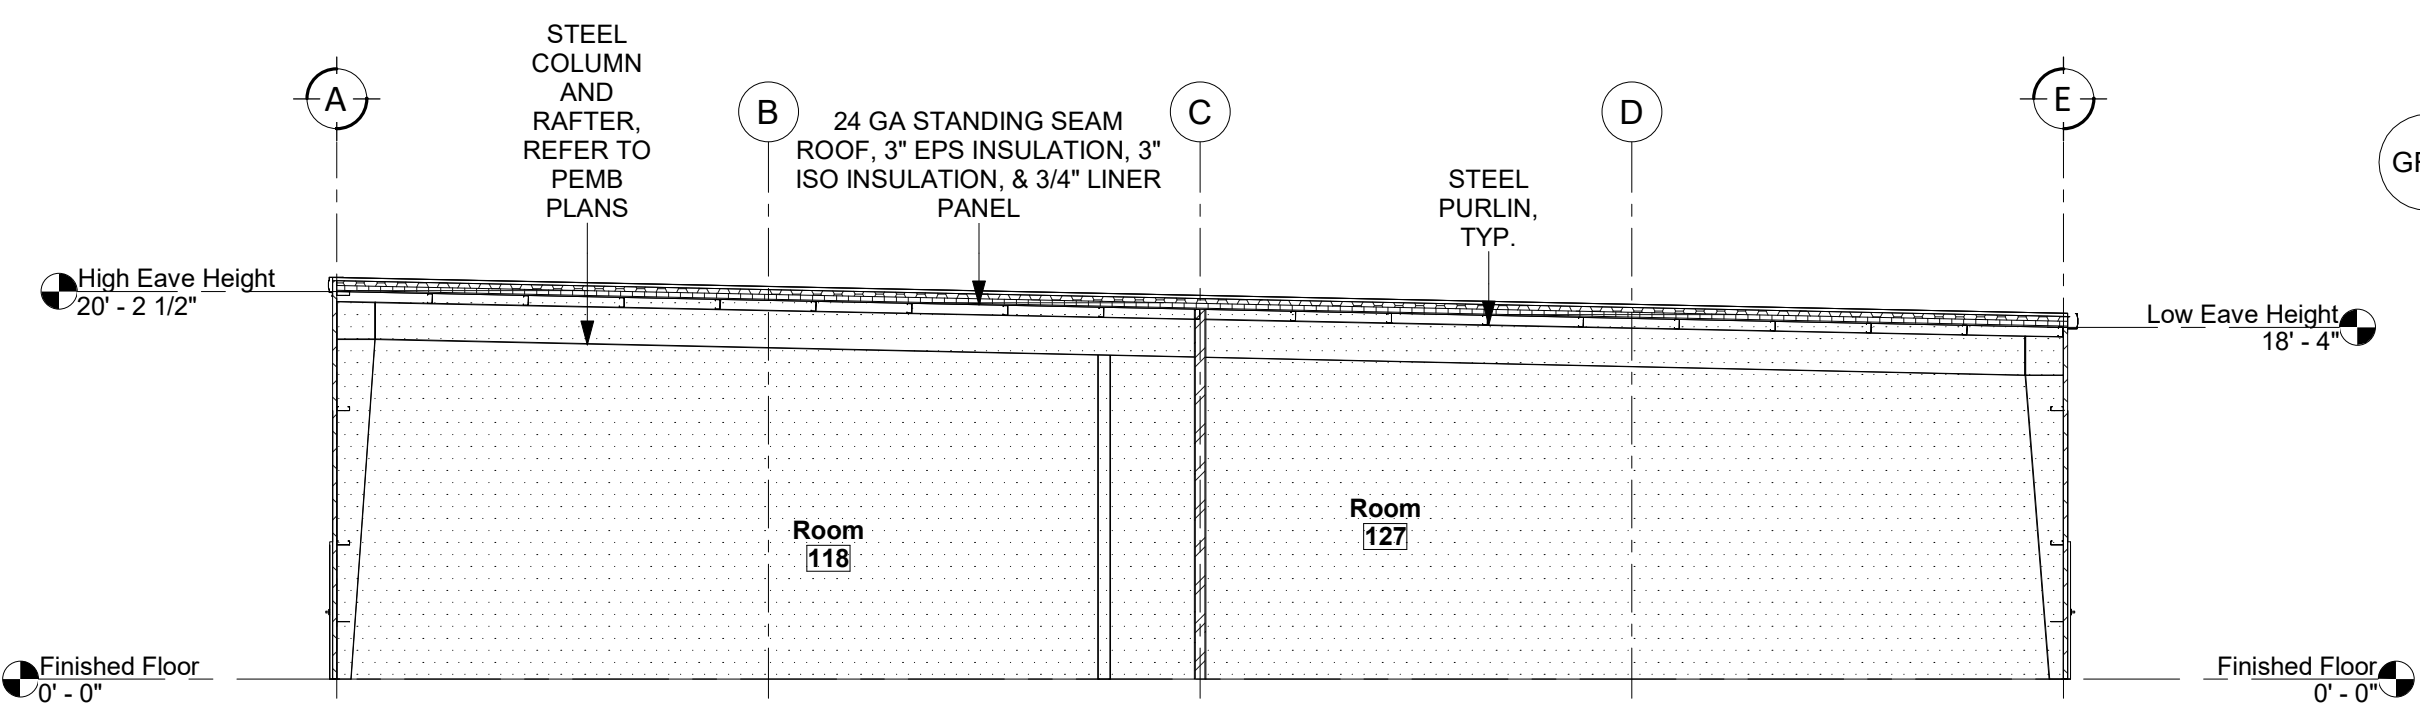 STEEL
COLUMN
AND
RAFTER,
REFER TO
PEMB
PLANS
A
B
24 GA STANDING SEAM
ROOF, 3" EPS INSULATION, 3"
ISO INSULATION, & 3/4" LINER
PANEL
C
STEEL
PURLIN,
TYP.
D
E
High Eave Height
20' - 2 1/2"
Low Eave Height
18' - 4"
Room
118
Room
127
Finished Floor
0' - 0"
Finished Floor
0' - 0"